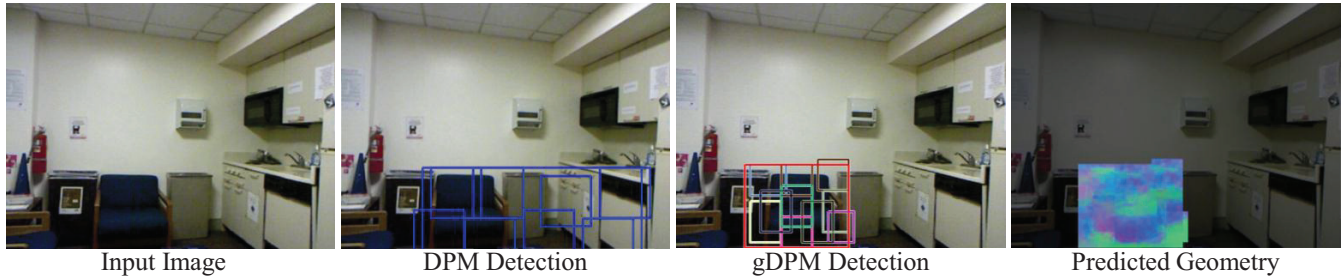 Input Image
DPM Detection
gDPM Detection
Predicted Geometry